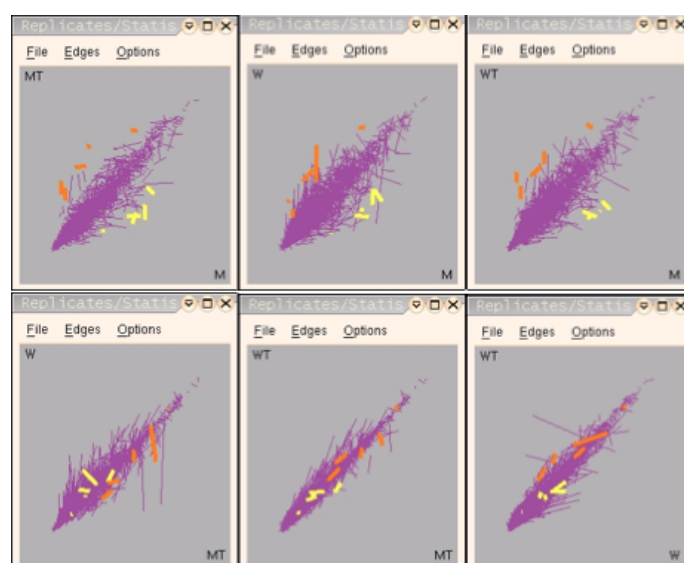 Replicates/Statis
Replicates/Statis
Replicates/Statis
File Edges Options
File Edges Options
File Edges Options
MT
W
WT
M
M
M
Replicates/Statis
Replicates/Statis
Replicates/Statis
File Edges Options
File Edges Options
File Edges Options
W
WT
WT
MT
MT
W